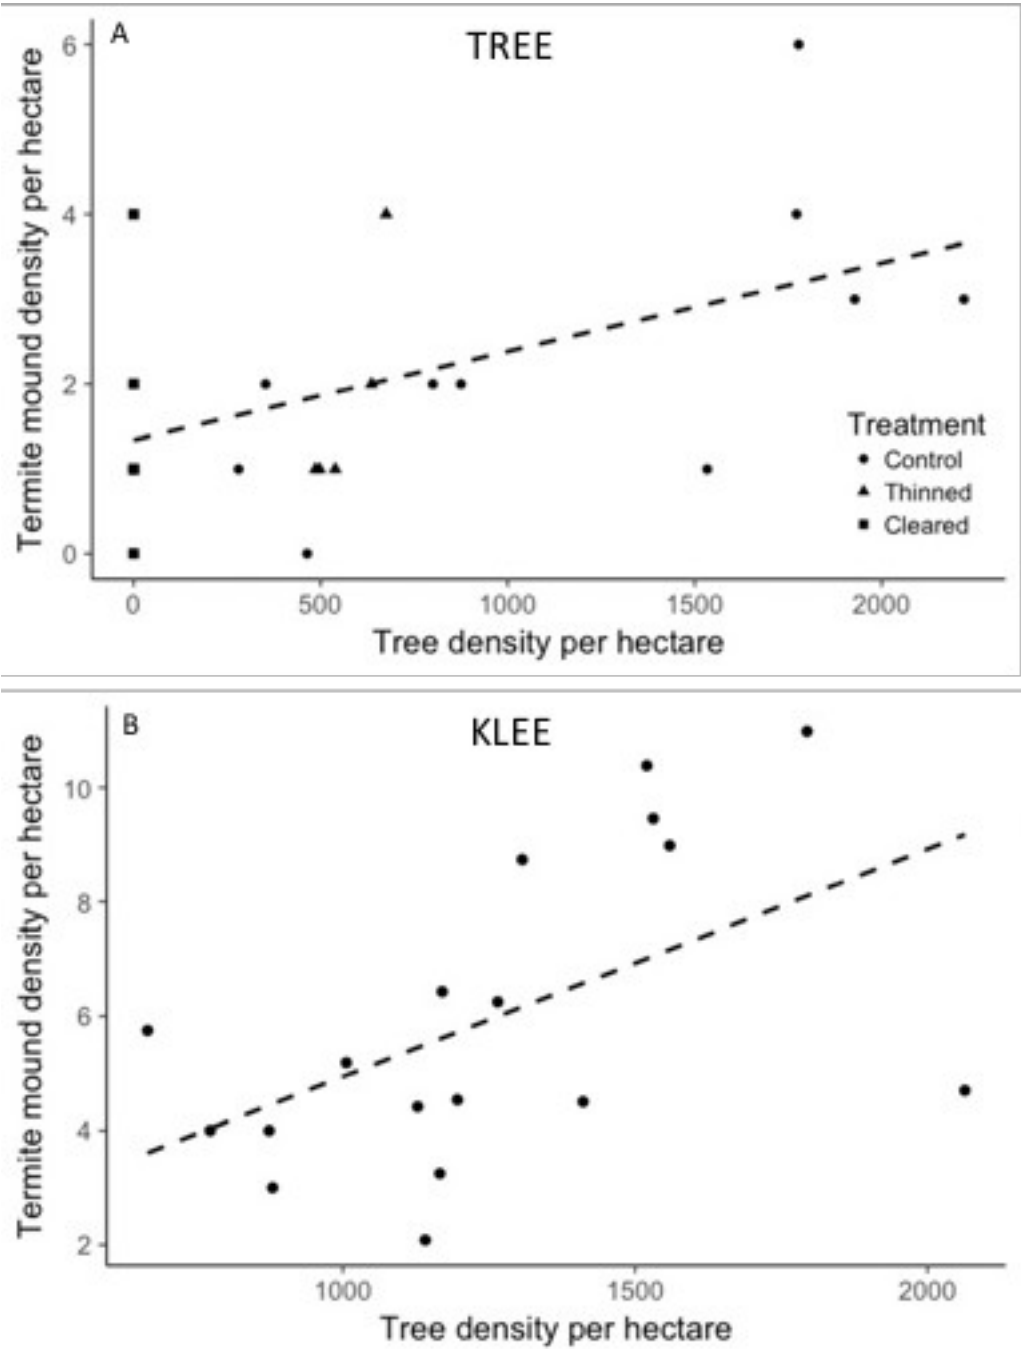 A
TREE
Termite mound density per hectare
6
4
2
0
Treatment
Control
Thinned
Cleared
0 500 1000 1500 2000
Tree density per hectare
B
KLEE
Termite mound density per hectare
10
8
6
4
2
1000 1500 2000
Tree density per hectare